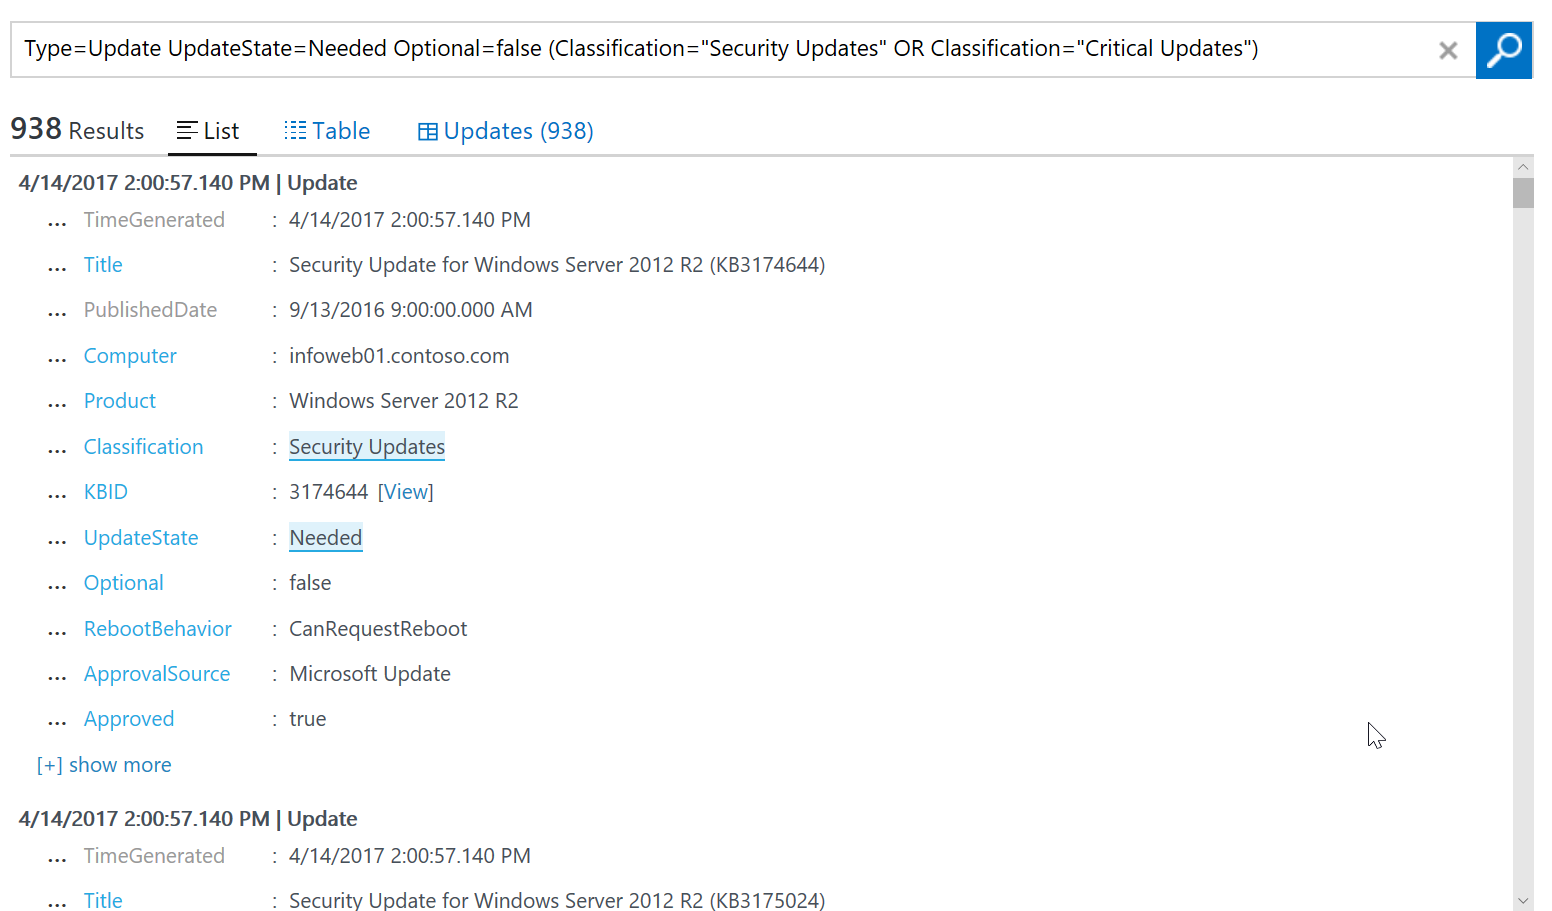 Type=Update UpdateState=Needed Optional=false (Classification="Security Updates" OR Classification="Critical Updates")
938 Results List Table Updates (938)
4/14/2017 2:00:57.140 PM | Update
... TimeGenerated : 4/14/2017 2:00:57.140 PM
... Title : Security Update for Windows Server 2012 R2 (KB3174644)
... PublishedDate : 9/13/2016 9:00:00.000 AM
... Computer : infoweb01.contoso.com
... Product : Windows Server 2012 R2
... Classification : Security Updates
... KBID : 3174644 [View]
... UpdateState : Needed
... Optional : false
... RebootBehavior : CanRequestReboot
... ApprovalSource : Microsoft Update
... Approved : true
[+] show more
4/14/2017 2:00:57.140 PM | Update
... TimeGenerated : 4/14/2017 2:00:57.140 PM
... Title : Security Update for Windows Server 2012 R2 (KB3175024)